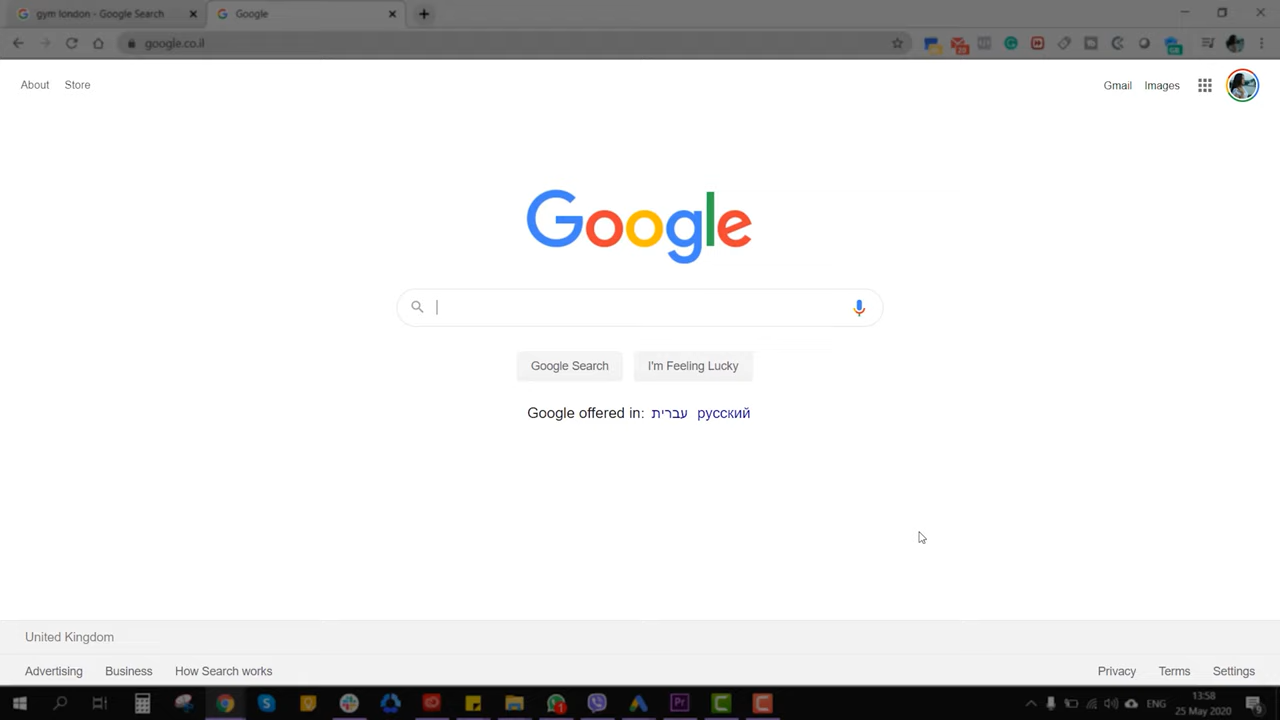 gym london - Google Search
Google
google.co.il
About
Store
Gmail
Images
Google
Google Search
I'm Feeling Lucky
Google offered in: עברית русский
United Kingdom
Advertising
Business
How Search works
Privacy
Terms
Settings
ENG
13:58
25 May 2020